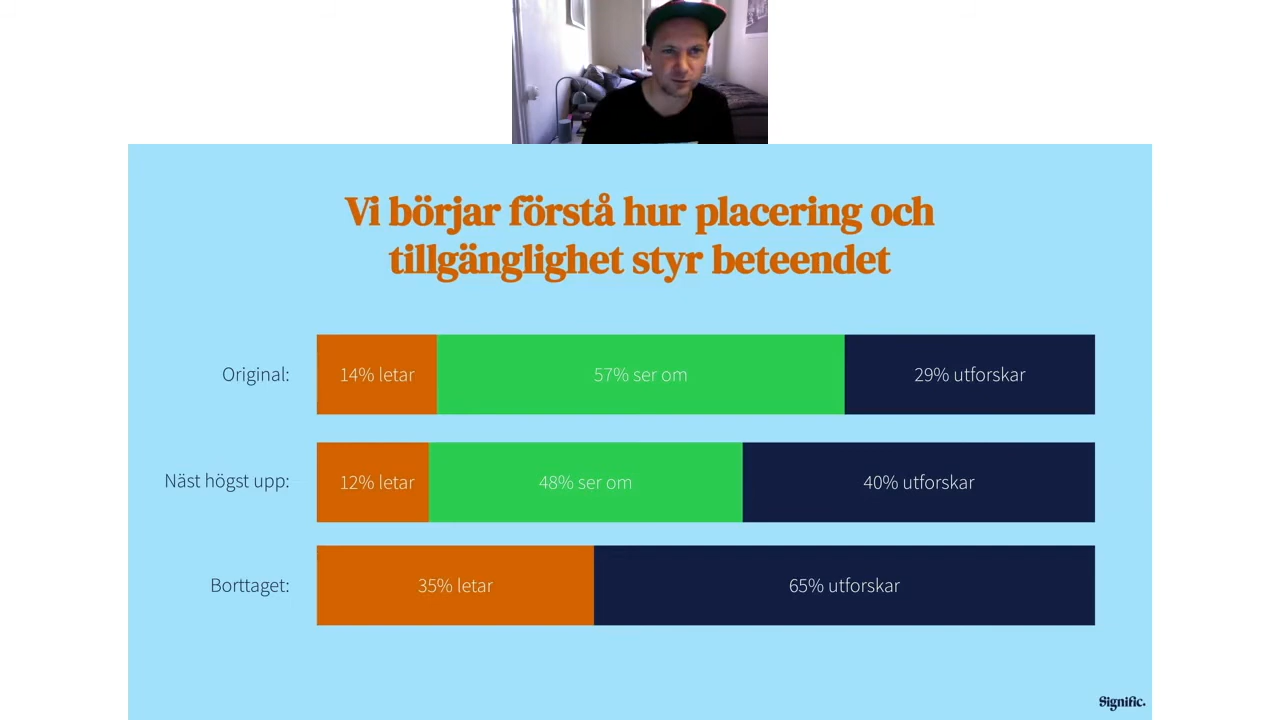 Vi börjar förstå hur placering och
tillgänglighet styr beteendet
Original:
14% letar
57% ser om
29% utforskar
Näst högst upp:
12% letar
48% ser om
40% utforskar
Borttaget:
35% letar
65% utforskar
Signific.